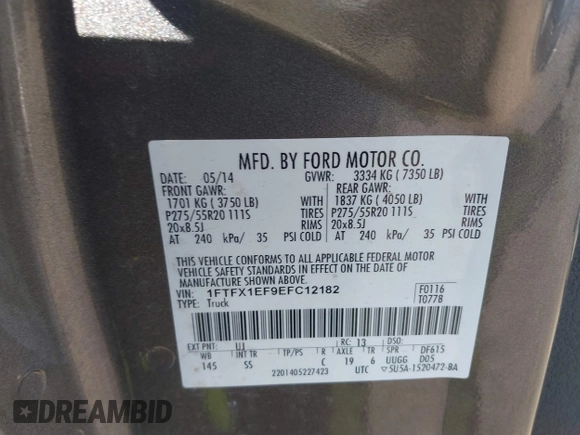 MFD. BY FORD MOTOR CO.
DATE: 05/14 GVWR: 3334 KG ( 7350 LB)
FRONT GAWR: REAR GAWR:
1701 KG ( 3750 LB) WITH 1837 KG ( 4050 LB) WITH
P275/55R20 111S TIRES P275/55R20 111S TIRES
20x8.5J RIMS 20x8.5J RIMS
AT 240 kPa/ 35 PSI COLD AT 240 kPa/ 35 PSI COLD
THIS VEHICLE CONFORMS TO ALL APPLICABLE FEDERAL MOTOR
VEHICLE SAFETY STANDARDS IN EFFECT ON THE DATE OF
MANUFACTURE SHOWN ABOVE.
VIN: 1FTFX1EF9EFC12182 F0116
TYPE: Truck T0778
EXT PNT: UJ RC: 13 DSO:
WB INT TR TP/PS R AXLE TR SPR DF615
145 SS C 19 6 UUGG D05
2201405227423 UTC ▽5U5A-1520472-BA
DREAMBID